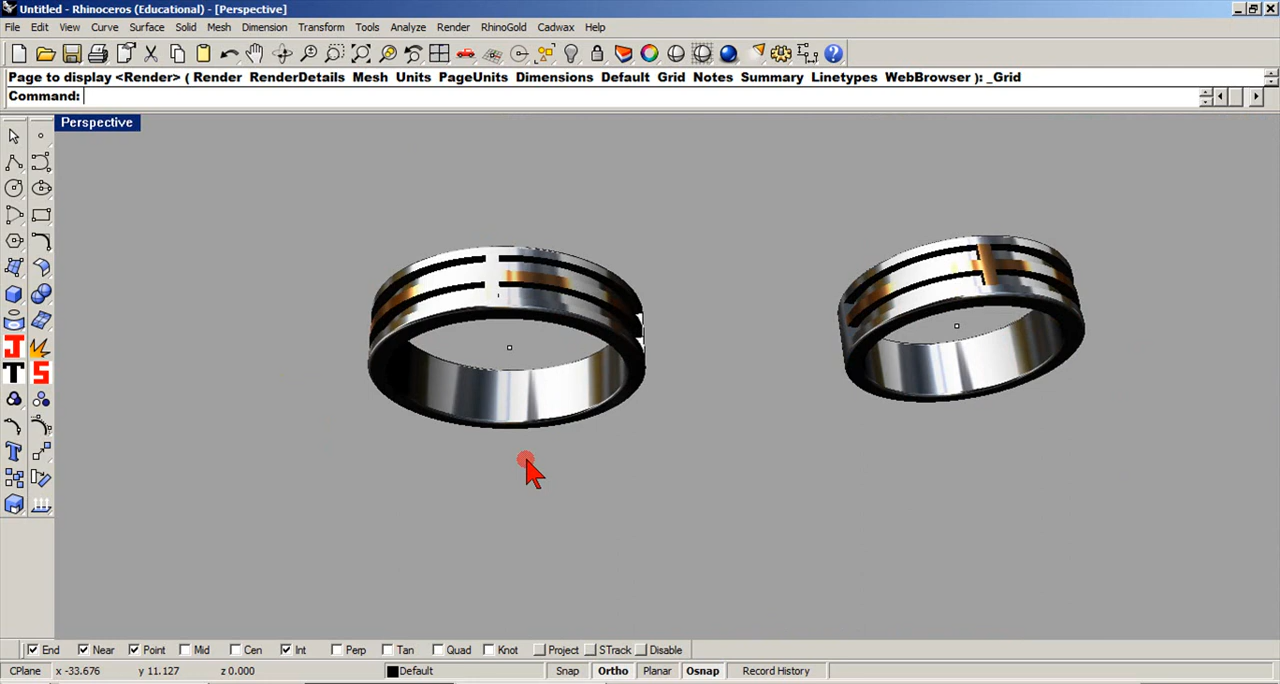 Untitled - Rhinoceros (Educational) - [Perspective]
File Edit View Curve Surface Solid Mesh Dimension Transform Tools Analyze Render RhinoGold Cadwax Help
Page to display <Render> ( Render RenderDetails Mesh Units PageUnits Dimensions Default Grid Notes Summary Linetypes WebBrowser ): _Grid
Command:
Perspective
J
T S
T
End Near Point Mid Cen Int Perp Tan Quad Knot Project STrack Disable
CPlane x -33.676 y 11.127 z 0.000 Default Snap Ortho Planar Osnap Record History